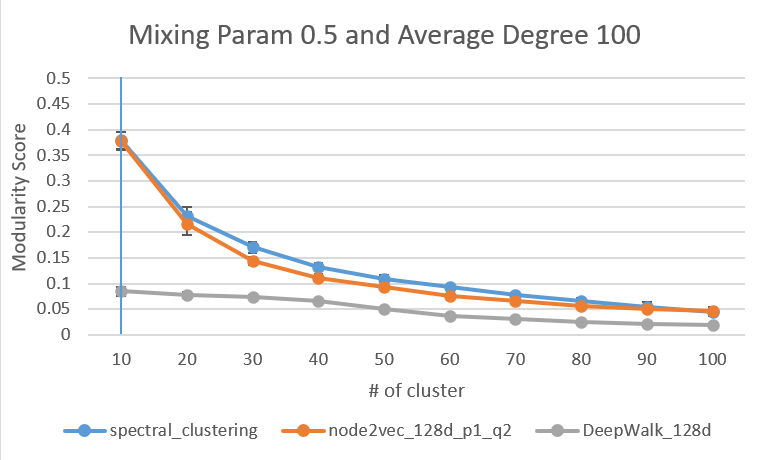 Mixing Param 0.5 and Average Degree 100
Modularity Score
0.5
0.45
0.4
0.35
0.3
0.25
0.2
0.15
0.1
0.05
0
10 20 30 40 50 60 70 80 90 100
# of cluster
spectral_clustering node2vec_128d_p1_q2 DeepWalk_128d